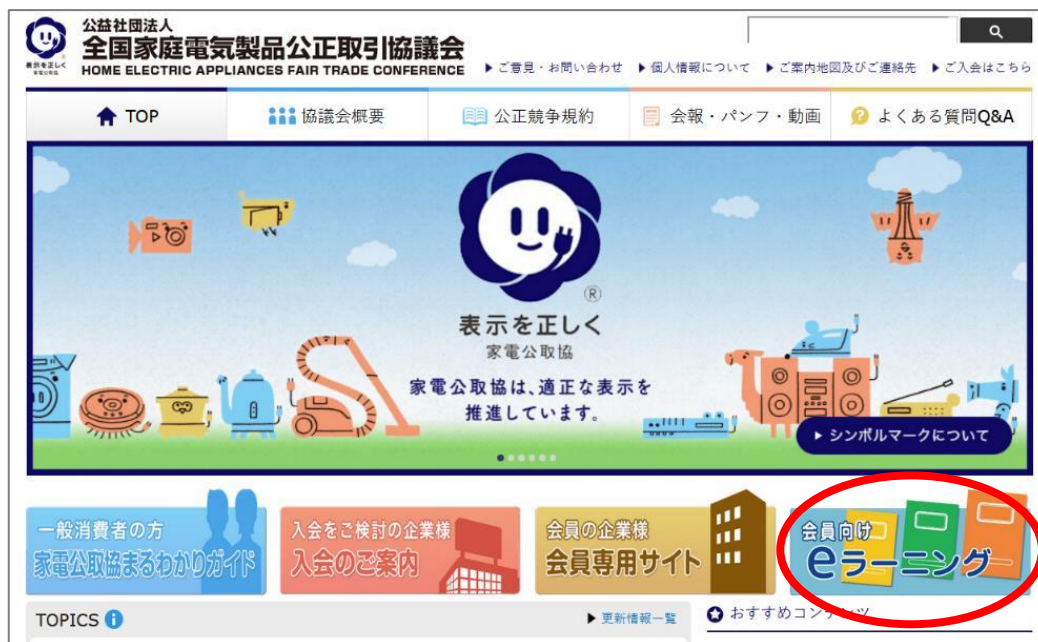 公益社団法人
全国家庭電気製品公正取引協議会
HOME ELECTRIC APPLIANCES FAIR TRADE CONFERENCE
表示を正しく
家電公取協
▶ ご意見・お問い合わせ ▶ 個人情報について ▶ ご案内地図及びご連絡先 ▶ ご入会はこちら
TOP 協議会概要 公正競争規約 会報・パンフ・動画 よくある質問Q&A
®
表示を正しく
家電公取協
家電公取協は、適正な表示を
推進しています。
▶ シンボルマークについて
一般消費者の方
家電公取協まるわかりガイド
入会をご検討の企業様
入会のご案内
会員の企業様
会員専用サイト
会員向け
eラーニング
TOPICS
▶ 更新情報一覧
おすすめコンテンツ